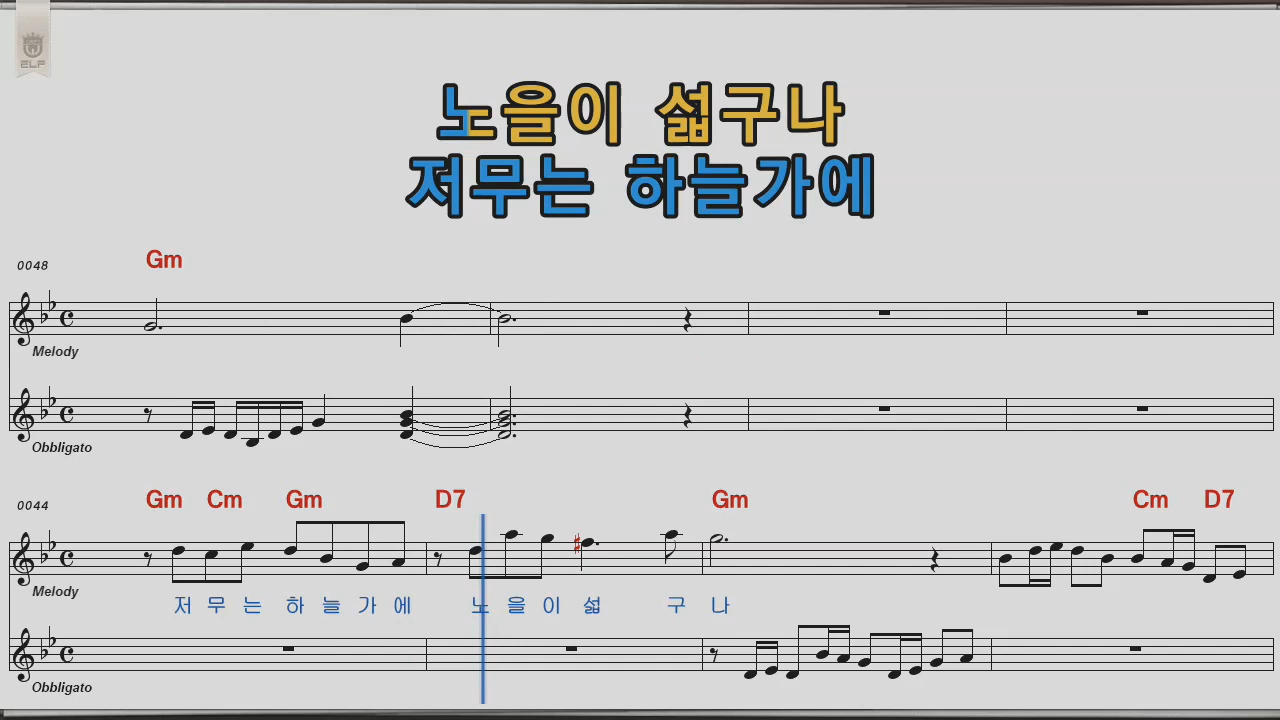 ELF
노을이 섧구나
저무는 하늘가에
0048 Gm
Melody
Obbligato
0044 Gm Cm Gm D7 Gm Cm D7
Melody
저 무 는 하 늘 가 에 노 을 이 섧 구 나
Obbligato